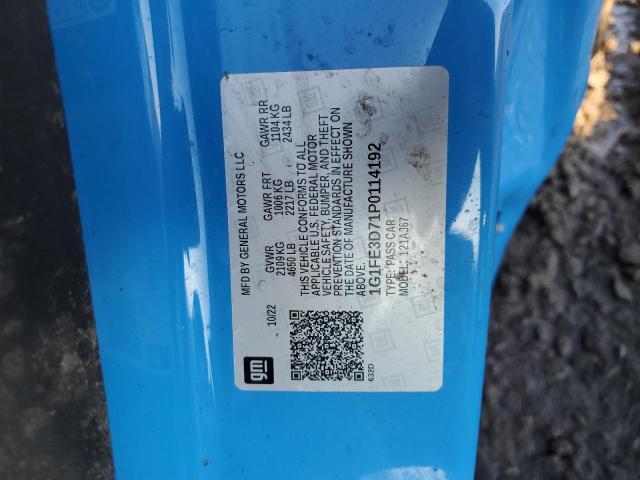 MFD BY GENERAL MOTORS LLC
10/22
GVWR
2109 KG
4650 LB
GAWR FRT
1006 KG
2217 LB
GAWR RR
1104 KG
2434 LB
THIS VEHICLE CONFORMS TO ALL
APPLICABLE U.S. FEDERAL MOTOR
VEHICLE SAFETY, BUMPER, AND THEFT
PREVENTION STANDARDS IN EFFECT ON
THE DATE OF MANUFACTURE SHOWN
ABOVE.
1G1FE3D71P0114192
TYPE: PASS CAR
MODEL: 121AJ67
gm
632D